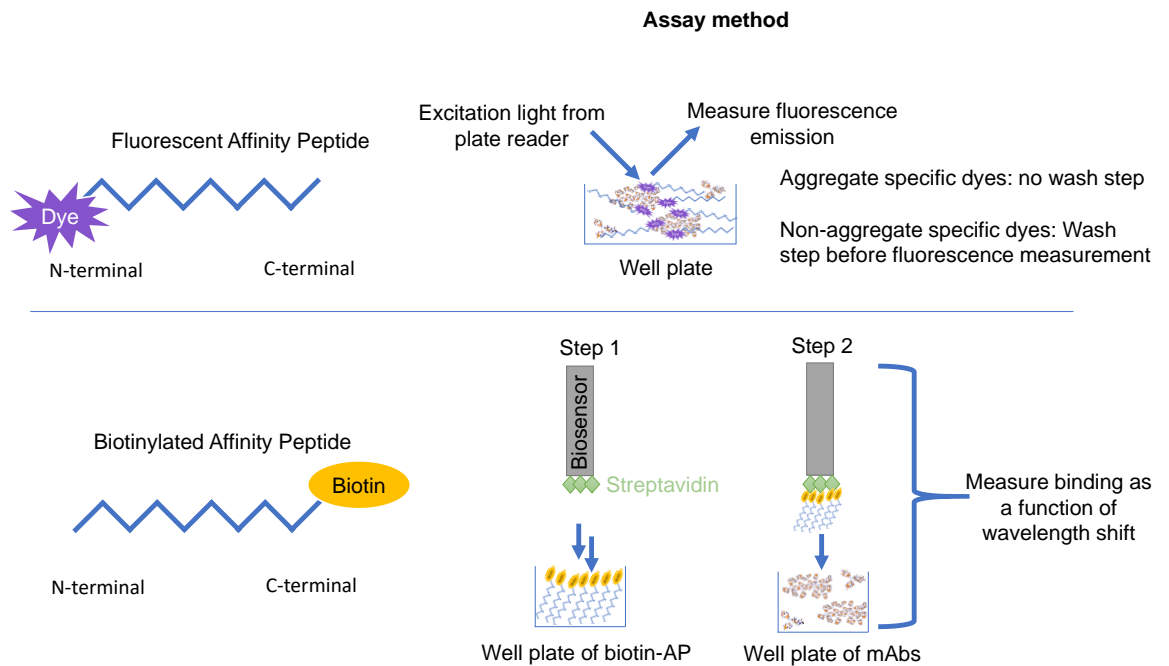 Assay method
Excitation light from
plate reader
Measure fluorescence
emission
Fluorescent Affinity Peptide
Dye
N-terminal
C-terminal
Well plate
Aggregate specific dyes: no wash step
Non-aggregate specific dyes: Wash
step before fluorescence measurement
Step 1
Step 2
Biosensor
Streptavidin
Biotinylated Affinity Peptide
Biotin
N-terminal
C-terminal
Measure binding as
a function of
wavelength shift
Well plate of biotin-AP
Well plate of mAbs